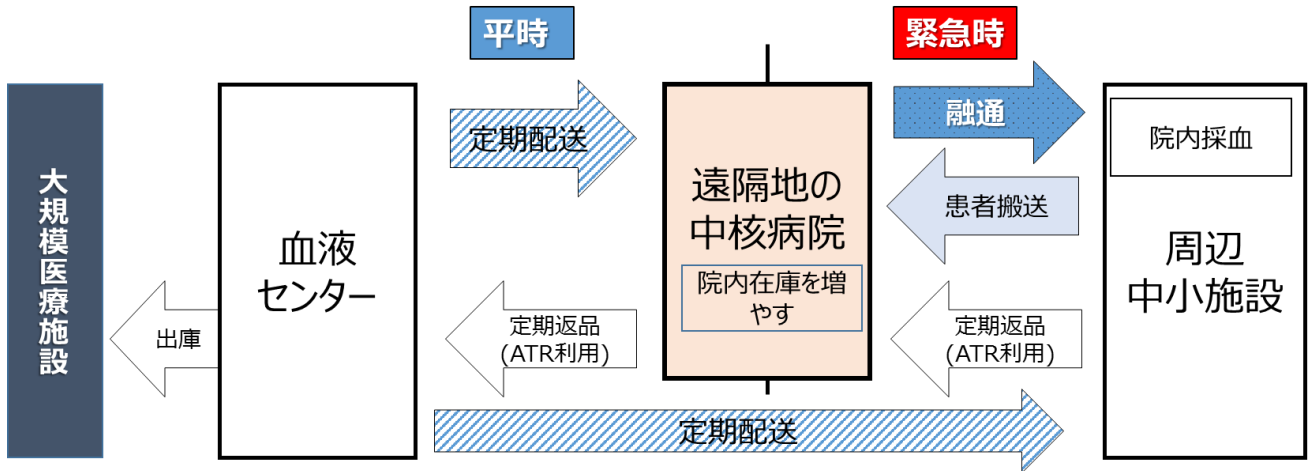 平時
緊急時
大規模医療施設
血液
センター
出庫
定期配送
定期返品
(ATR利用)
遠隔地の
中核病院
院内在庫を増
やす
融通
患者搬送
定期返品
(ATR利用)
院内採血
周辺
中小施設
定期配送